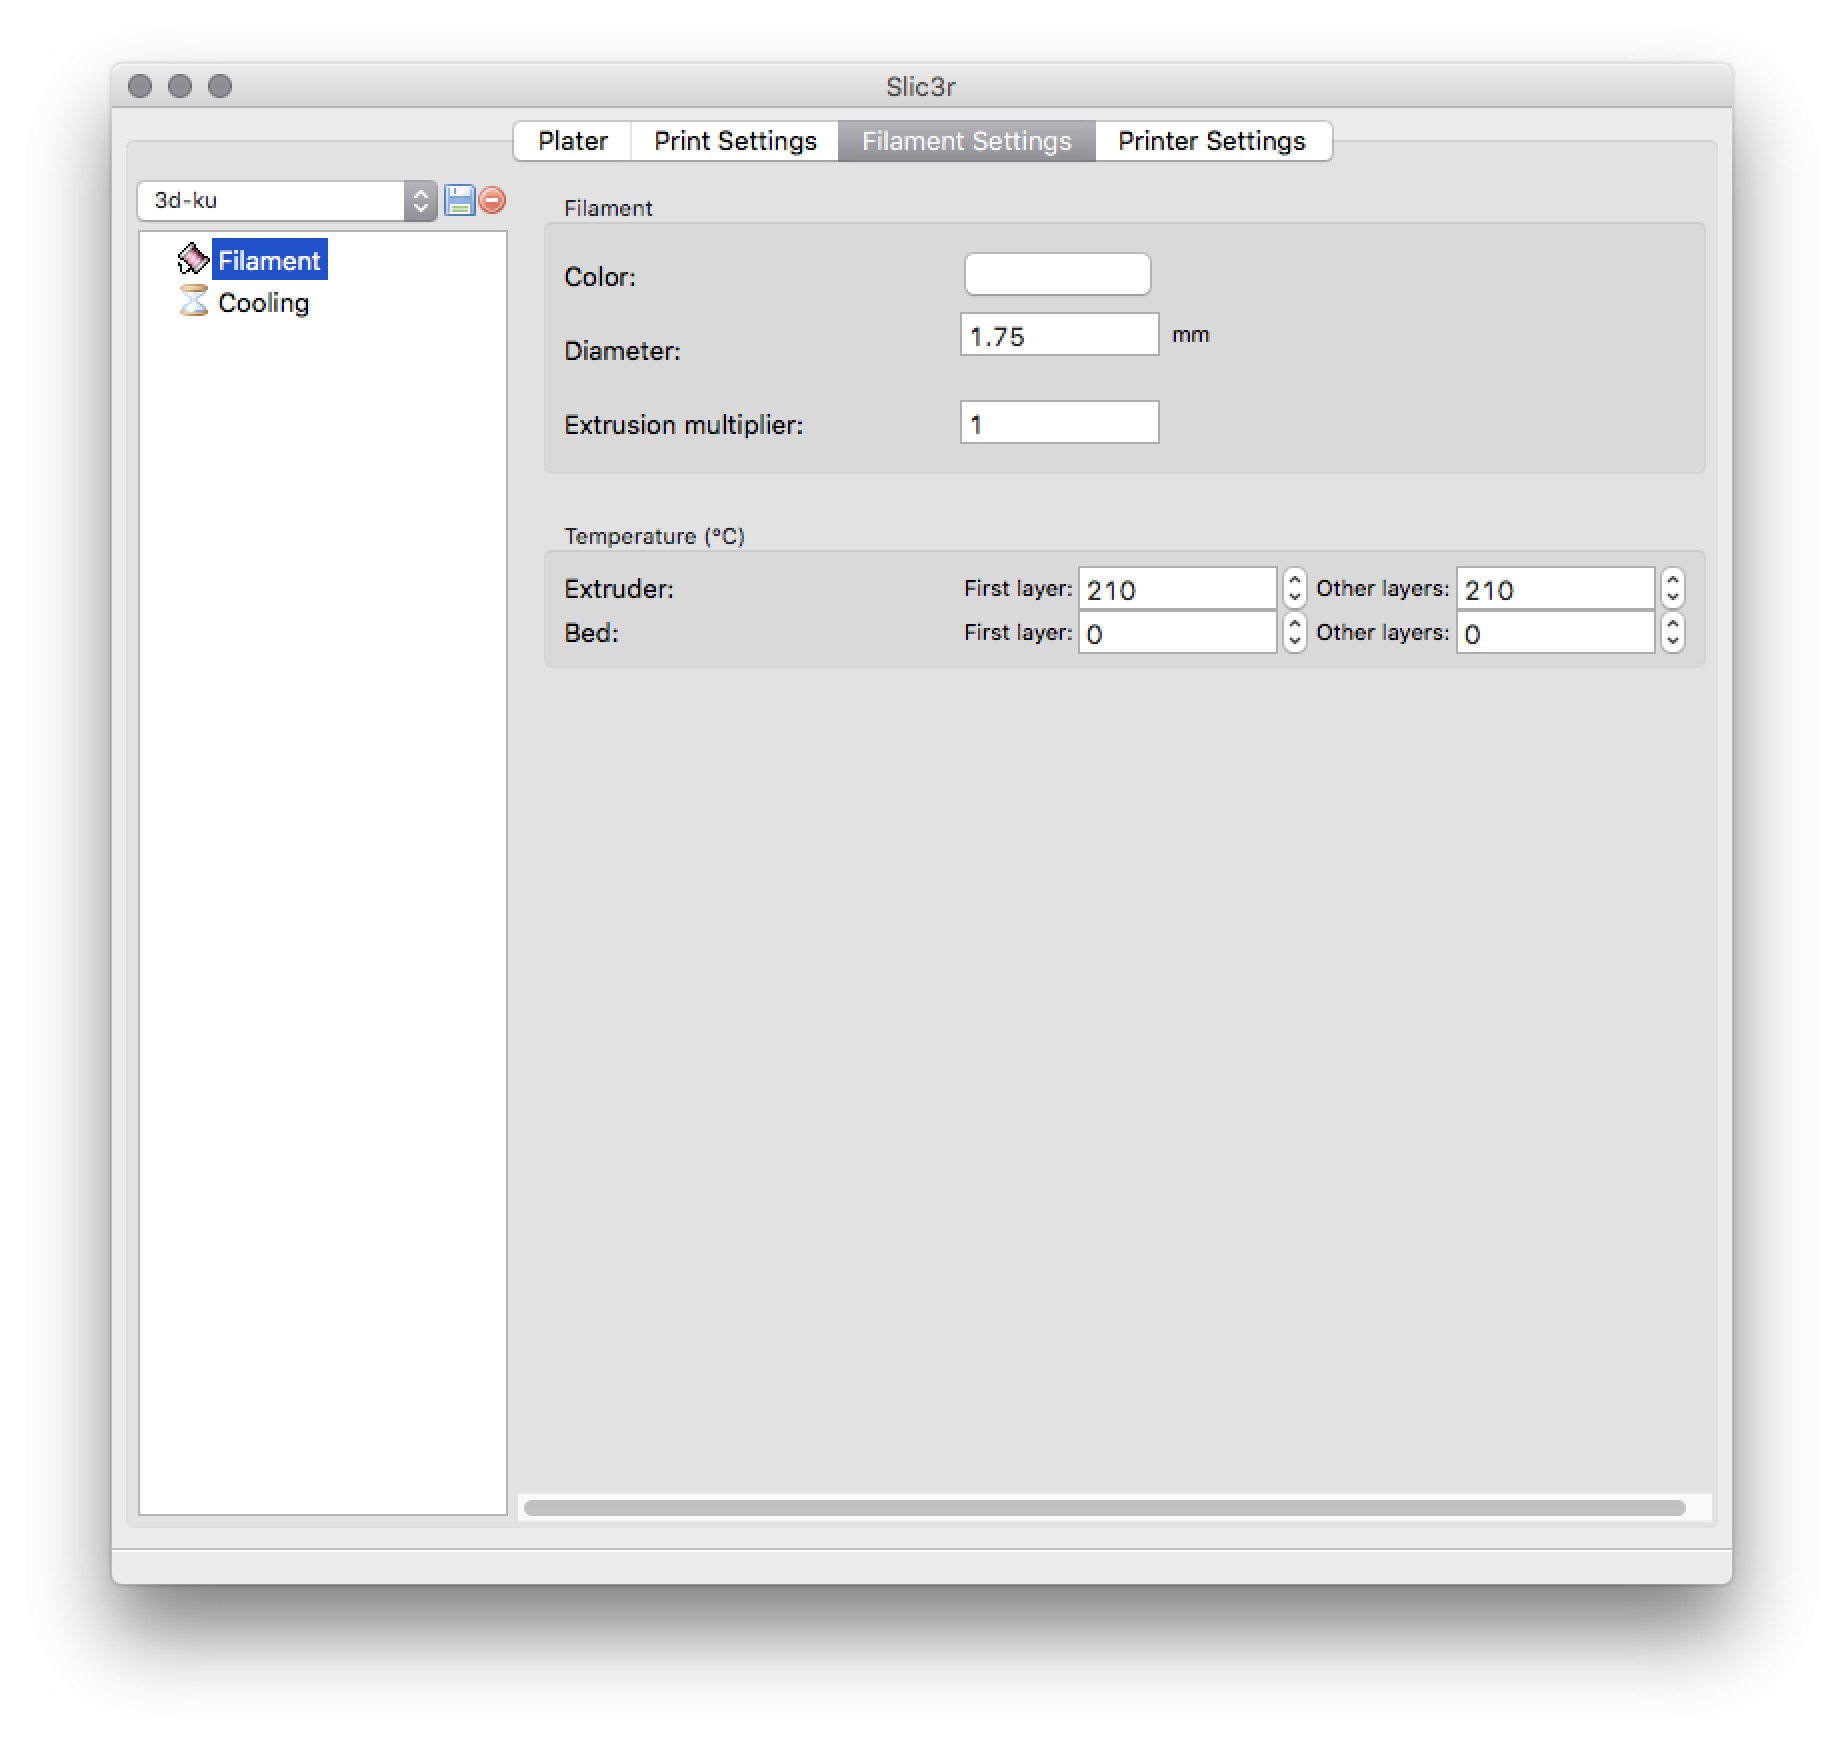 Slic3r
Plater Print Settings Filament Settings Printer Settings
3d-ku
Filament
Cooling
Filament
Color:
Diameter: 1.75 mm
Extrusion multiplier: 1
Temperature (°C)
Extruder: First layer: 210 Other layers: 210
Bed: First layer: 0 Other layers: 0